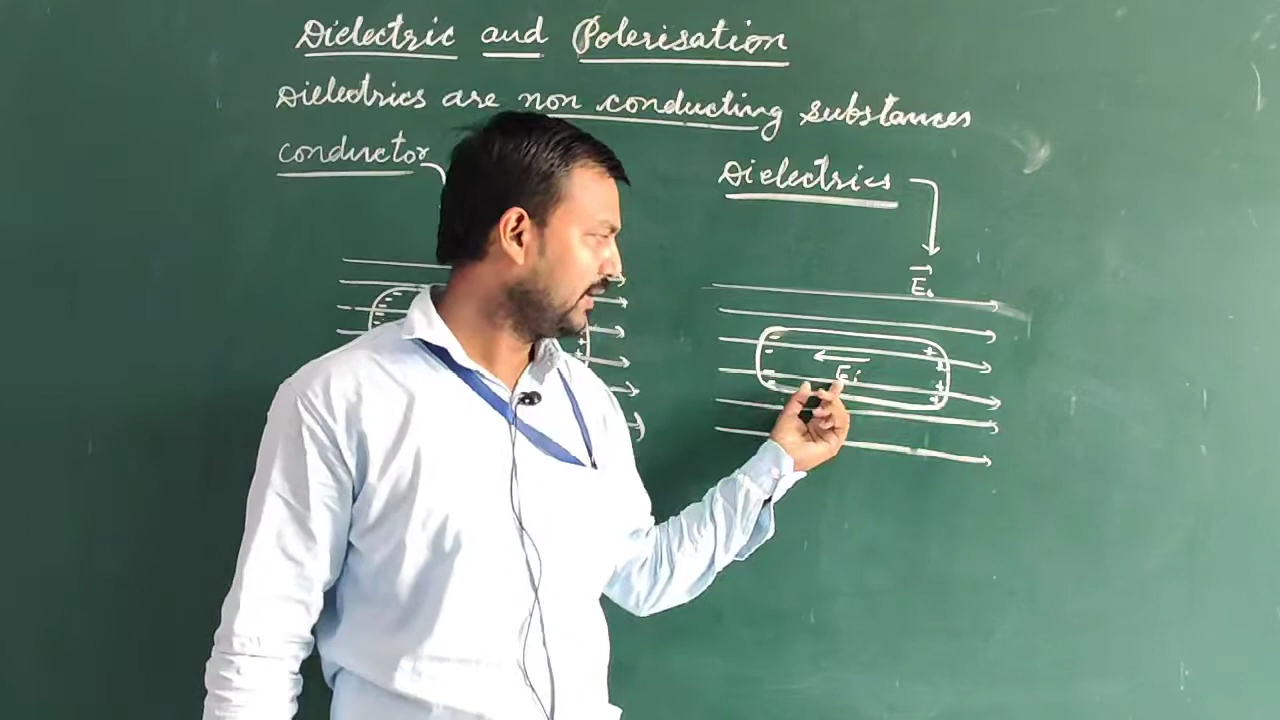 Dielectric and Polerisation
Dielectrics are non conducting substances
conductor
Dielectrics
E₀
Ei